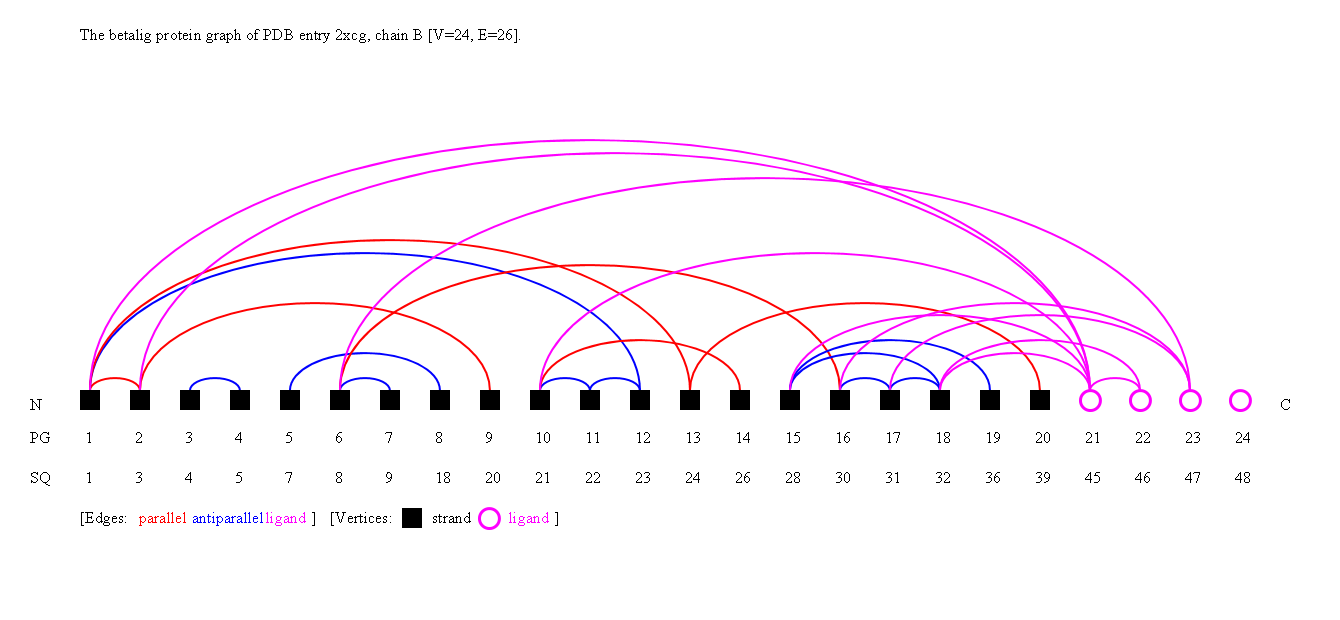 The betalig protein graph of PDB entry 2xcg, chain B [V=24, E=26].
N C
PG 1 2 3 4 5 6 7 8 9 10 11 12 13 14 15 16 17 18 19 20 21 22 23 24
SQ 1 3 4 5 7 8 9 18 20 21 22 23 24 26 28 30 31 32 36 39 45 46 47 48
[Edges: parallel antiparallel ligand ] [Vertices: strand ligand ]